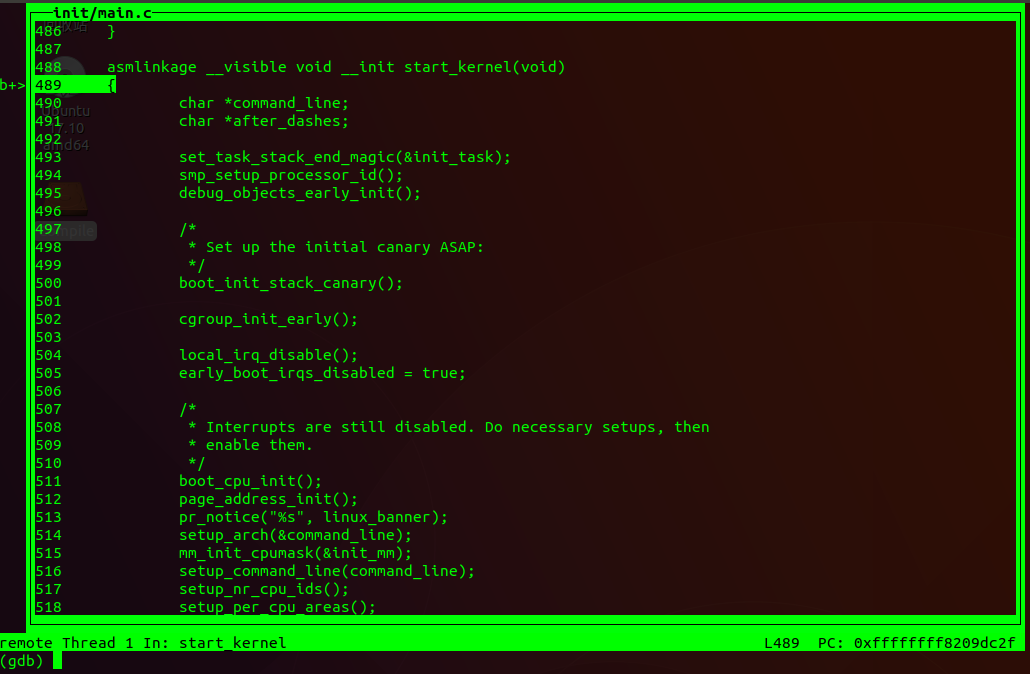 init/main.c
486     }
487
488     asmlinkage __visible void __init start_kernel(void)
b+> 489     {
490             char *command_line;
491             char *after_dashes;
492
493             set_task_stack_end_magic(&init_task);
494             smp_setup_processor_id();
495             debug_objects_early_init();
496
497             /*
498              * Set up the initial canary ASAP:
499              */
500             boot_init_stack_canary();
501
502             cgroup_init_early();
503
504             local_irq_disable();
505             early_boot_irqs_disabled = true;
506
507             /*
508              * Interrupts are still disabled. Do necessary setups, then
509              * enable them.
510              */
511             boot_cpu_init();
512             page_address_init();
513             pr_notice("%s", linux_banner);
514             setup_arch(&command_line);
515             mm_init_cpumask(&init_mm);
516             setup_command_line(command_line);
517             setup_nr_cpu_ids();
518             setup_per_cpu_areas();
remote Thread 1 In: start_kernel L489 PC: 0xffffffff8209dc2f
(gdb)
Ubuntu
17.10
amd64